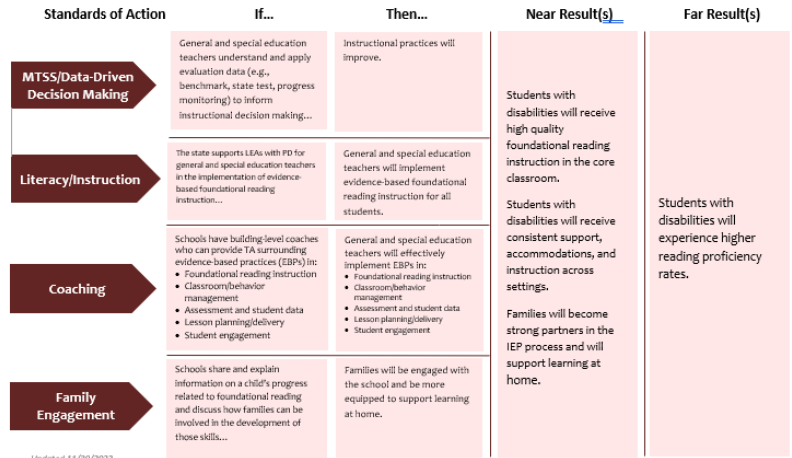 Standards of Action
If...
Then...
Near Result(s)
Far Result(s)
MTSS/Data-Driven
Decision Making
General and special education
teachers understand and apply
evaluation data (e.g.,
benchmark, state test, progress
monitoring) to inform
instructional decision making...
Instructional practices will
improve.
Literacy/Instruction
The state supports LEAs with PD for
general and special education teachers
in the implementation of evidence-
based foundational reading
instruction...
General and special education
teachers will implement
evidence-based foundational
reading instruction for all
students.
Coaching
Schools have building-level coaches
who can provide TA surrounding
evidence-based practices (EBPs) in:
• Foundational reading instruction
• Classroom/behavior
management
• Assessment and student data
• Lesson planning/delivery
• Student engagement
General and special education
teachers will effectively
implement EBPs in:
• Foundational reading instruction
• Classroom/behavior
management
• Assessment and student data
• Lesson planning/delivery
• Student engagement
Family
Engagement
Schools share and explain
information on a child's progress
related to foundational reading
and discuss how families can be
involved in the development of
those skills...
Families will be engaged with
the school and be more
equipped to support learning
at home.
Students with
disabilities will receive
high quality
foundational reading
instruction in the core
classroom.
Students with
disabilities will receive
consistent support,
accommodations, and
instruction across
settings.
Families will become
strong partners in the
IEP process and will
support learning at
home.
Students with
disabilities will
experience higher
reading proficiency
rates.
Updated